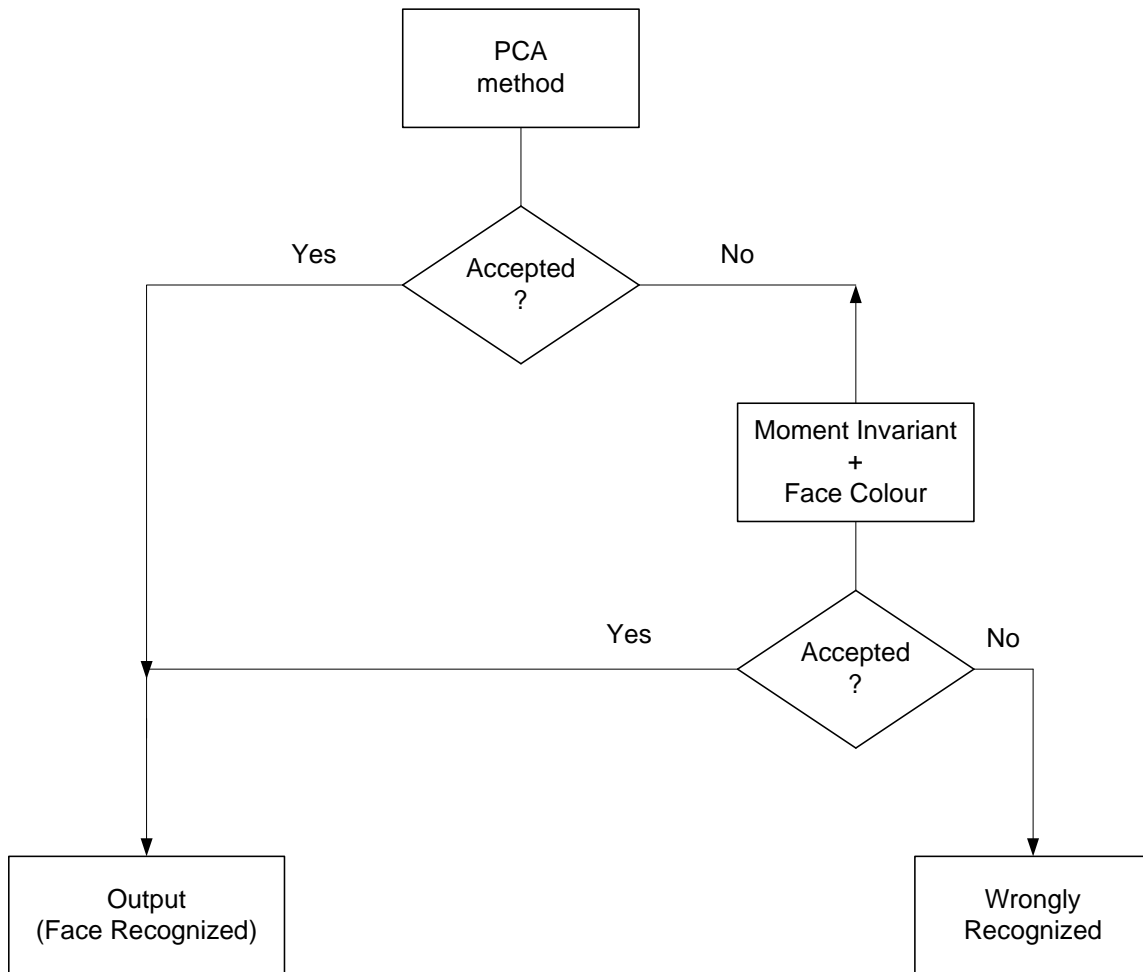 PCA
method
Yes
Accepted
?
No
Moment Invariant
+
Face Colour
Yes
Accepted
?
No
Output
(Face Recognized)
Wrongly
Recognized